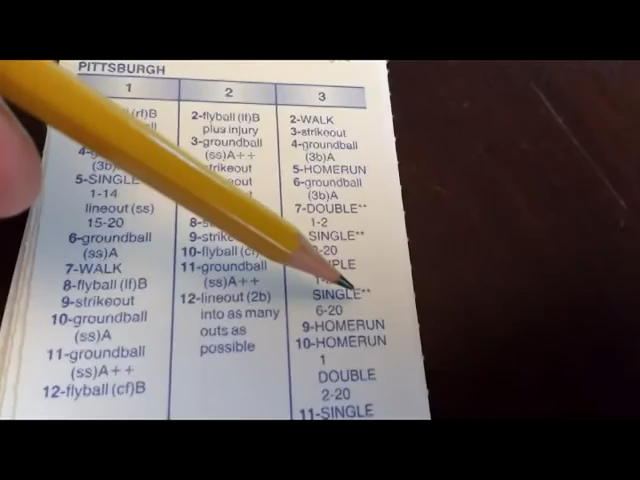 PITTSBURGH
1
(rf)B
(3b)
5-SINGLE
1-14
lineout (ss)
15-20
6-groundball
(ss)A
7-WALK
8-flyball (lf)B
9-strikeout
10-groundball
(ss)A
11-groundball
(ss)A++
12-flyball (cf)B
2
2-flyball (lf)B
plus injury
3-groundball
(ss)A++
10-flyball
11-groundball
(ss)A++
12-lineout (2b)
into as many
outs as
possible
3
2-WALK
3-strikeout
4-groundball
(3b)A
5-HOMERUN
6-groundball
(3b)A
7-DOUBLE**
1-2
SINGLE**
SINGLE**
6-20
9-HOMERUN
10-HOMERUN
1
DOUBLE
2-20
11-SINGLE